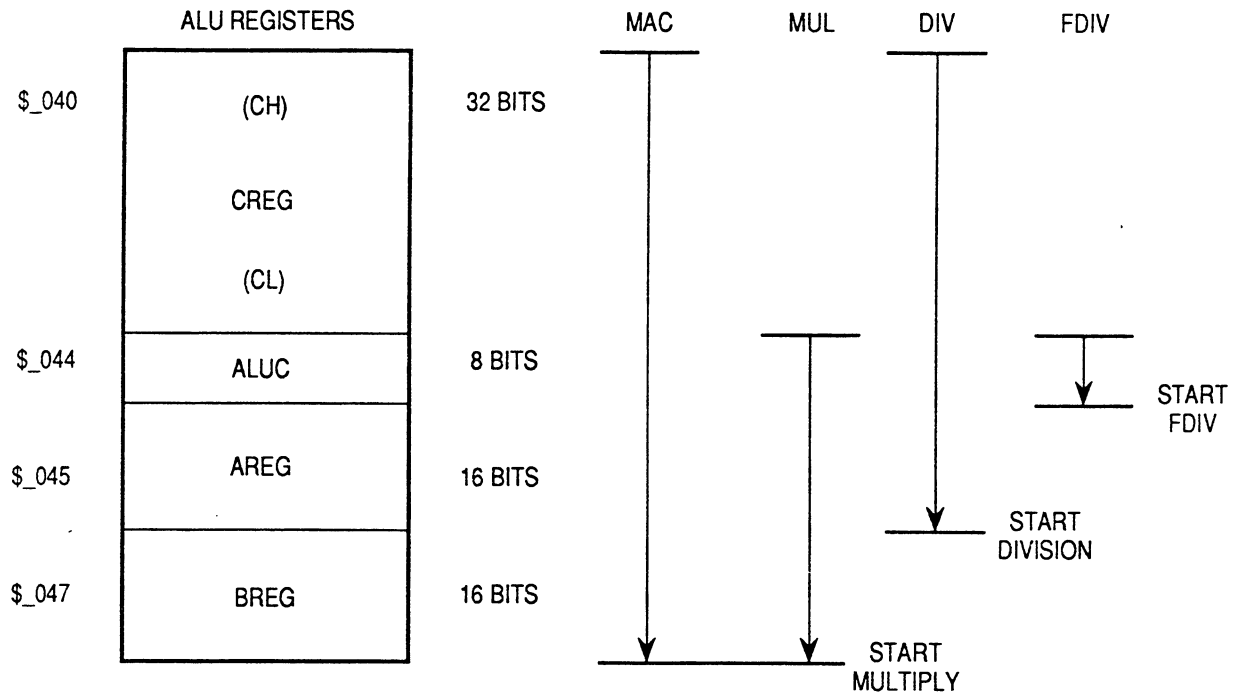 ALU REGISTERS MAC MUL DIV FDIV
$_040 (CH) 32 BITS
CREG
(CL)
$_044 ALUC 8 BITS
START
FDIV
$_045 AREG 16 BITS
START
DIVISION
$_047 BREG 16 BITS
START
MULTIPLY